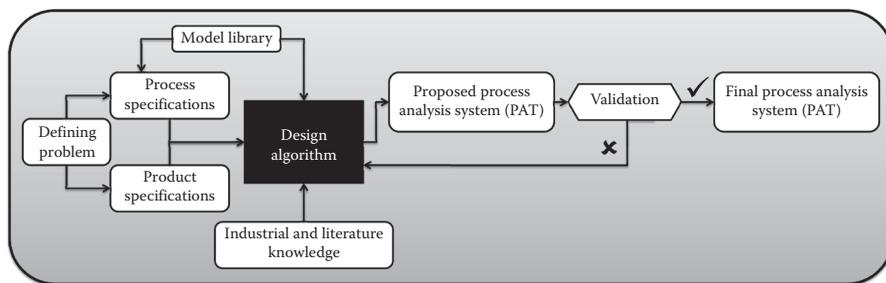 Model library
Process
specifications
Defining
problem
Product
specifications
Design
algorithm
Industrial and literature
knowledge
Proposed process
analysis system (PAT)
Validation
Final process analysis
system (PAT)